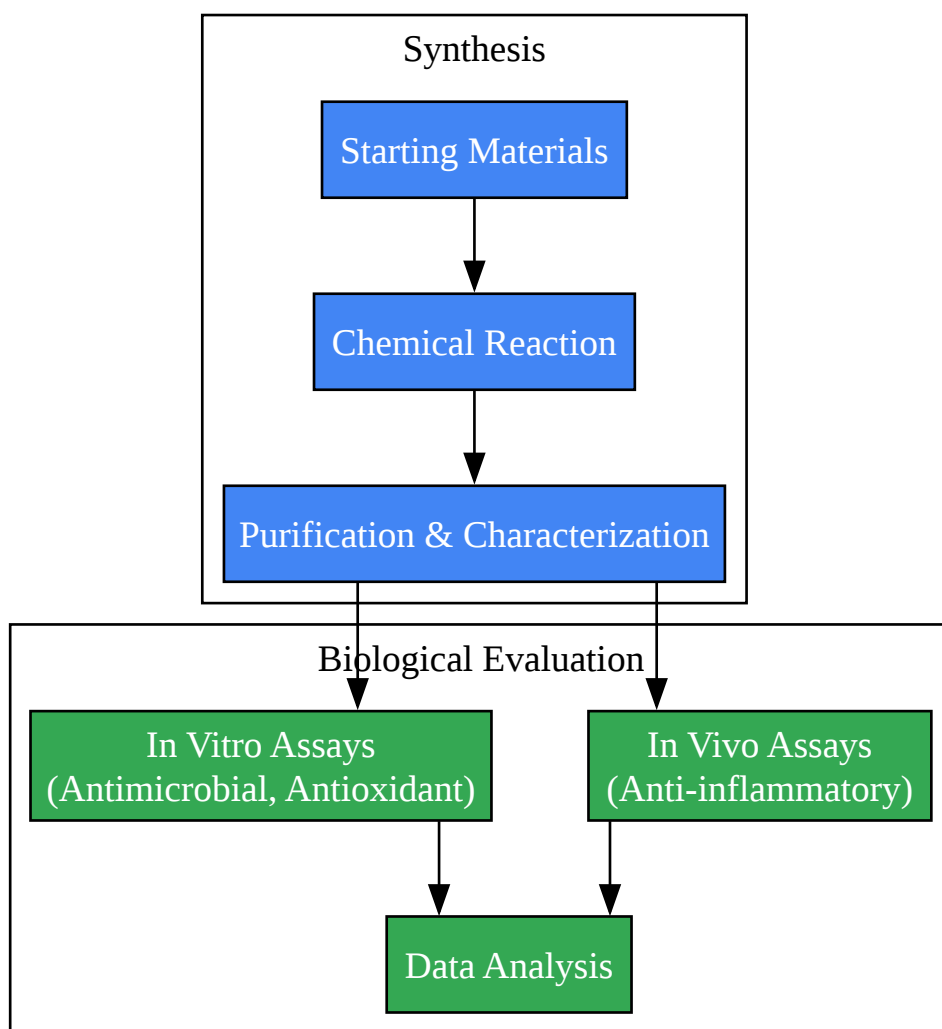 Synthesis
Starting Materials
Chemical Reaction
Purification & Characterization
Biological Evaluation
In Vitro Assays
(Antimicrobial, Antioxidant)
In Vivo Assays
(Anti-inflammatory)
Data Analysis